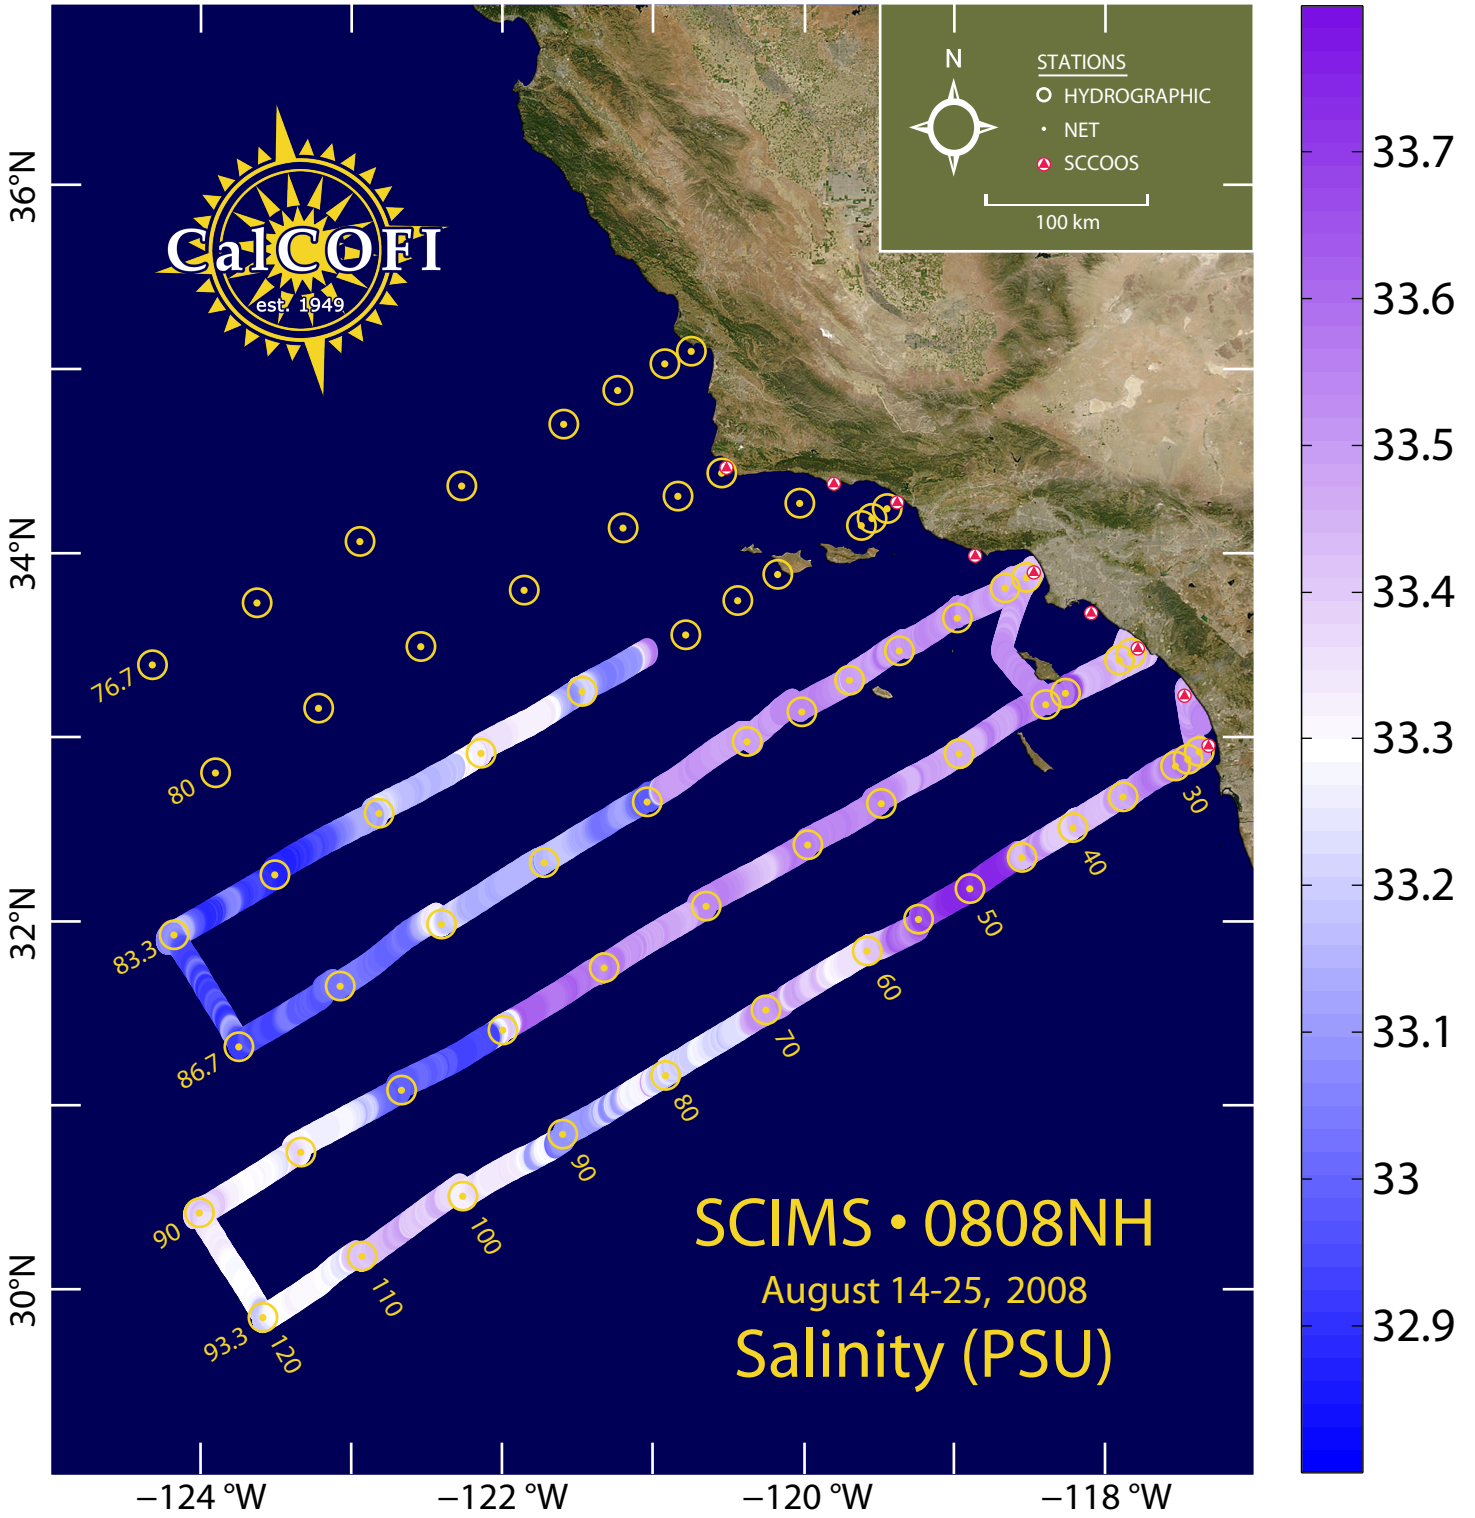 N
STATIONS
HYDROGRAPHIC
NET
SCCOOS
100 km
CalCOFI
est. 1949
36°N
34°N
32°N
30°N
76.7
80
83.3
86.7
90
93.3
30
40
50
60
70
80
90
100
110
120
SCIMS • 0808NH
August 14-25, 2008
Salinity (PSU)
−124 °W
−122 °W
−120 °W
−118 °W
33.7
33.6
33.5
33.4
33.3
33.2
33.1
33
32.9